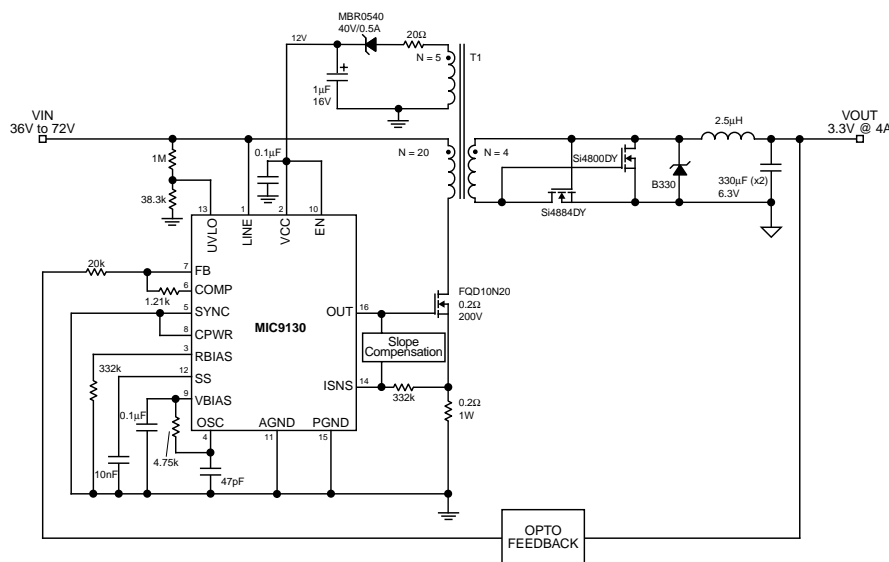 MBR0540
40V/0.5A
20Ω
12V
N = 5
T1
1µF
16V
VIN
36V to 72V
VOUT
3.3V @ 4A
2.5µH
1M
0.1µF
N = 20
N = 4
Si4800DY
B330
330µF (x2)
6.3V
38.3k
Si4884DY
13
1
2
10
UVLO
LINE
VCC
EN
20k
7
FB
6
COMP
1.21k
5
SYNC
8
CPWR
3
RBIAS
332k
12
SS
9
VBIAS
0.1µF
OSC
4
4.75k
10nF
47pF
MIC9130
OUT
16
FQD10N20
0.2Ω
200V
Slope
Compensation
ISNS
14
332k
0.2Ω
1W
AGND
11
PGND
15
OPTO
FEEDBACK